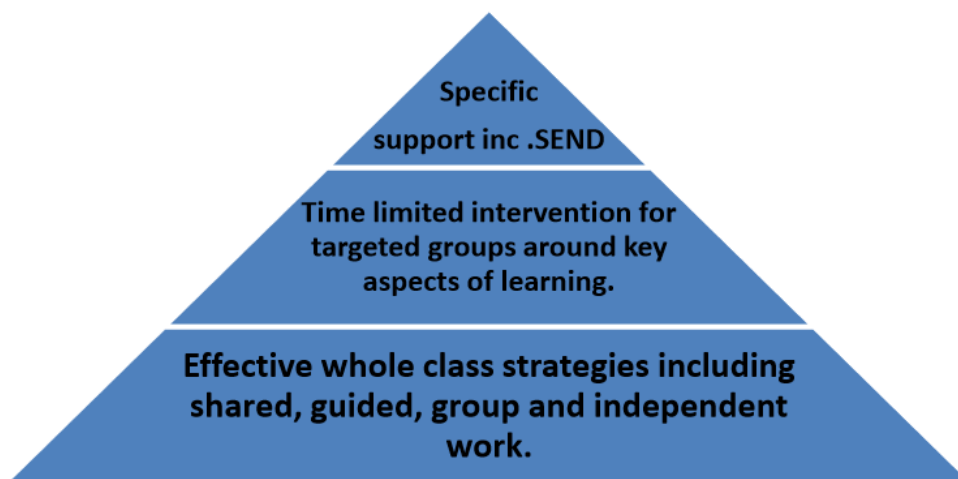 Specific
support inc .SEND
Time limited intervention for
targeted groups around key
aspects of learning.
Effective whole class strategies including
shared, guided, group and independent
work.